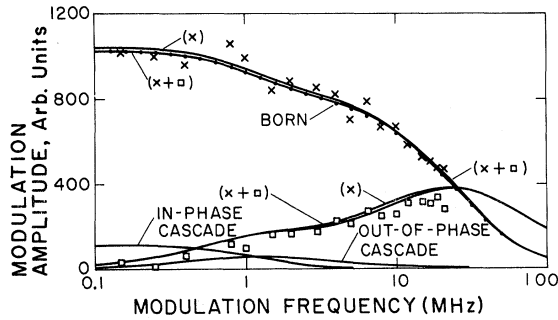 1200
800
400
0
MODULATION
AMPLITUDE, Arb. Units
(×)
(×+□)
BORN
(×+□)
(×)
(×+□)
IN-PHASE
CASCADE
OUT-OF-PHASE
CASCADE
0.1
1
10
100
MODULATION FREQUENCY (MHz)